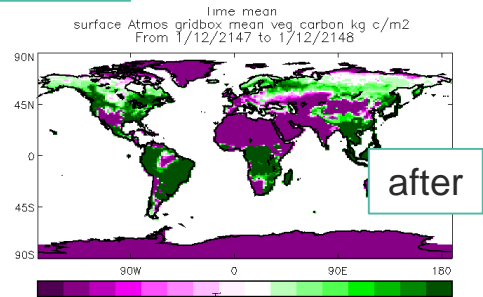 Time mean
surface Atmos gridbox mean veg carbon kg c/m2
From 1/12/2147 to 1/12/2148
90N
45N
0
after
45S
90S
90W 0 90E 180